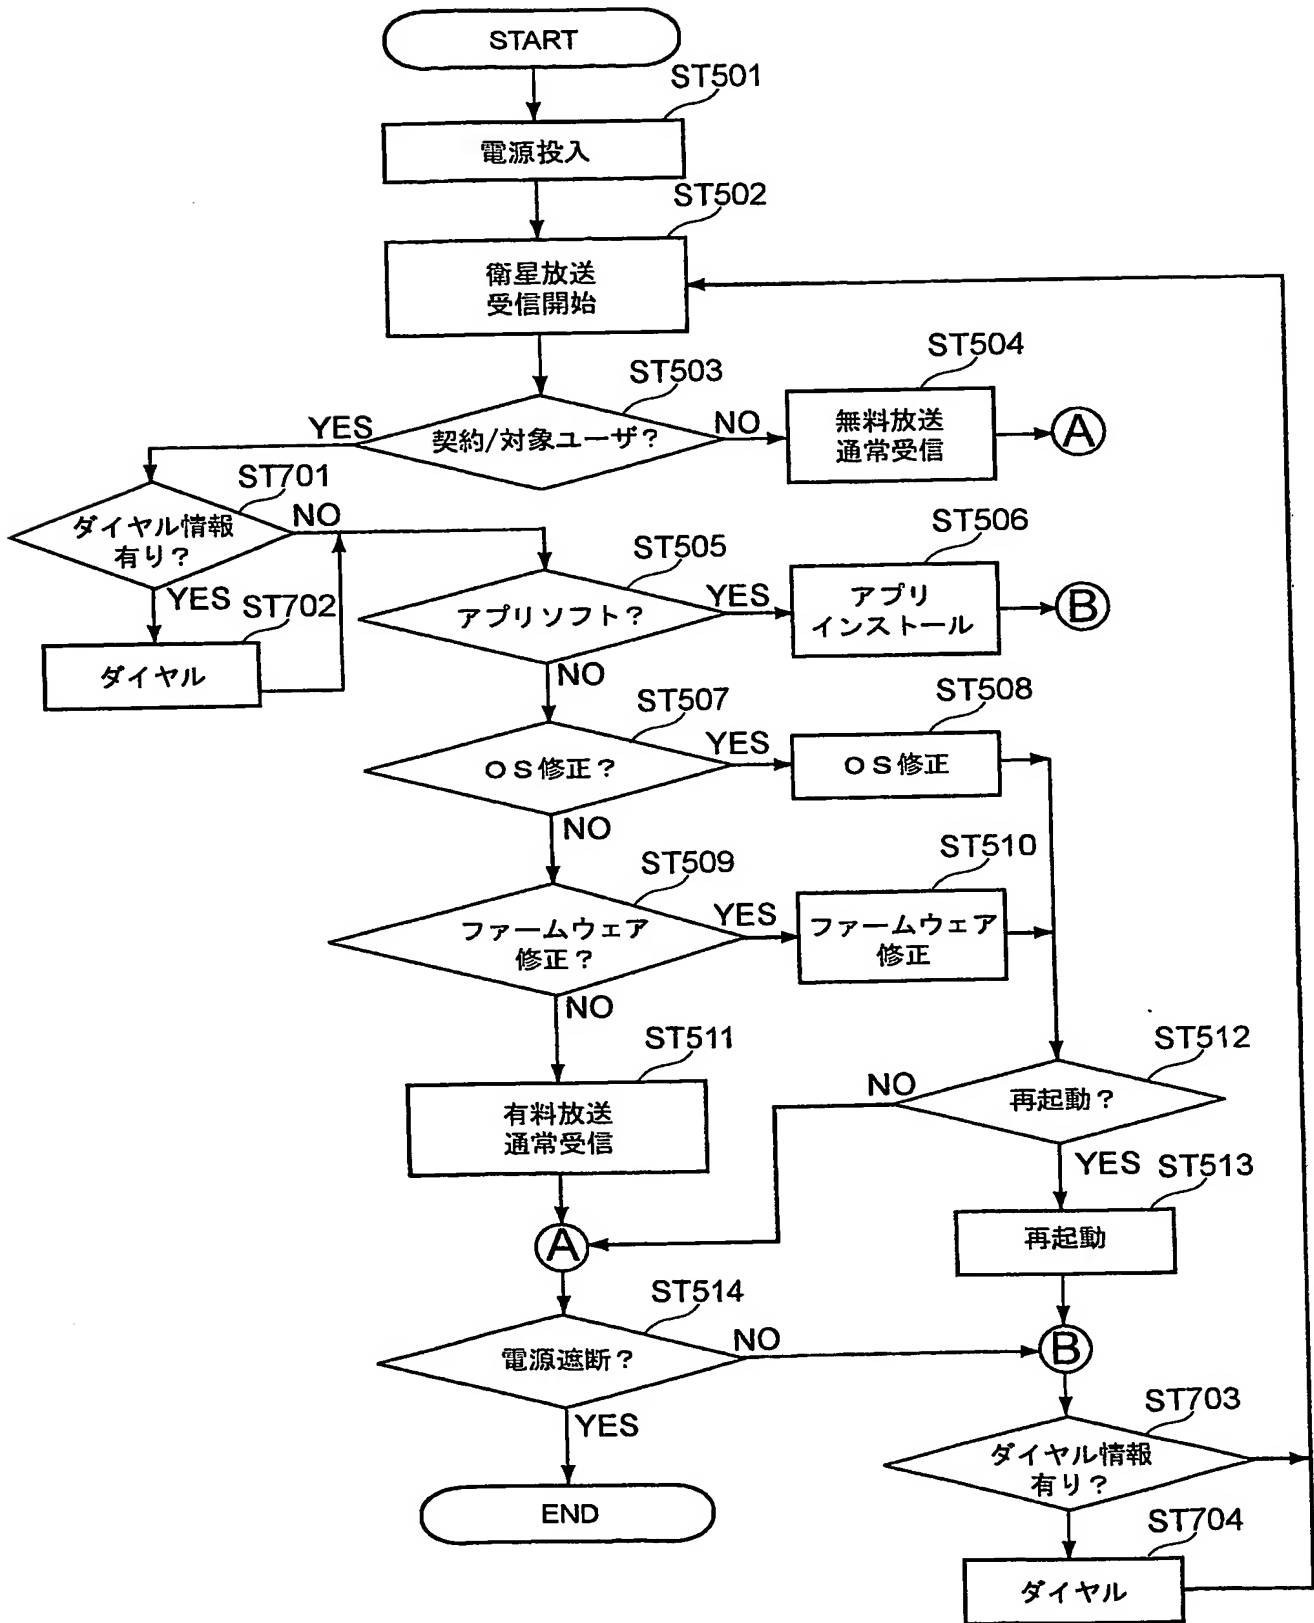 START
ST501
電源投入
ST502
衛星放送
受信開始
ST503
契約/対象ユーザ?
YES
NO
ST504
無料放送
通常受信
A
ST701
ダイヤル情報
有り?
NO
YES
ST702
ダイヤル
ST505
アプリソフト?
YES
NO
ST506
アプリ
インストール
B
ST507
OS修正?
YES
NO
ST508
OS修正
ST509
ファームウェア
修正?
YES
NO
ST510
ファームウェア
修正
ST511
有料放送
通常受信
ST512
再起動?
NO
YES
ST513
再起動
A
ST514
電源遮断?
NO
YES
B
END
ST703
ダイヤル情報
有り?
ST704
ダイヤル